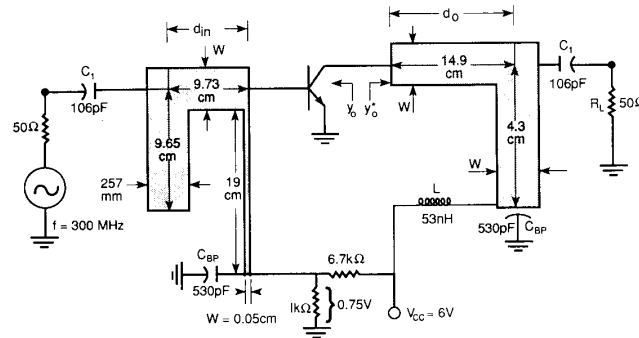 d_in
W
d_o
C_1
106pF
9.73 cm
14.9 cm
C_1
106pF
50Ω
y_o
y_o*
W
R_L
50Ω
9.65 cm
4.3 cm
W
257 mm
19 cm
L
53nH
f = 300 MHz
530pF
C_BP
C_BP
530pF
6.7kΩ
1kΩ
0.75V
V_CC = 6V
W = 0.05cm